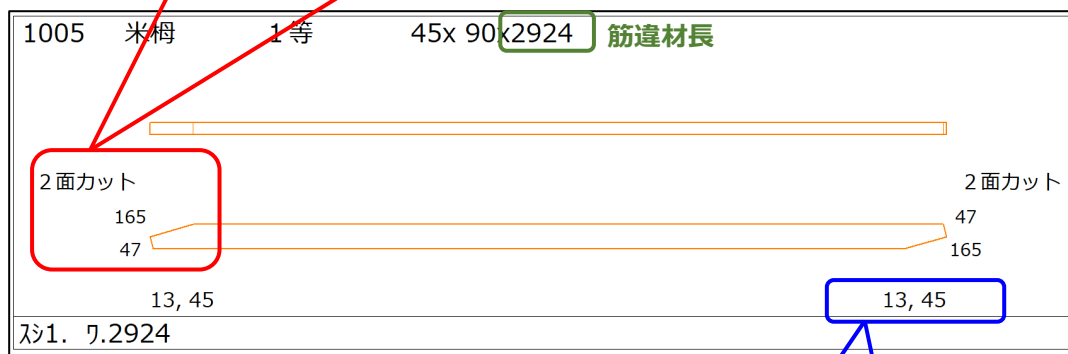 1005 米栂 1等 45x 90x2924 筋違材長
2面カット 2面カット
165 47
47 165
13, 45 13, 45
ｽｼ1. ﾜ.2924